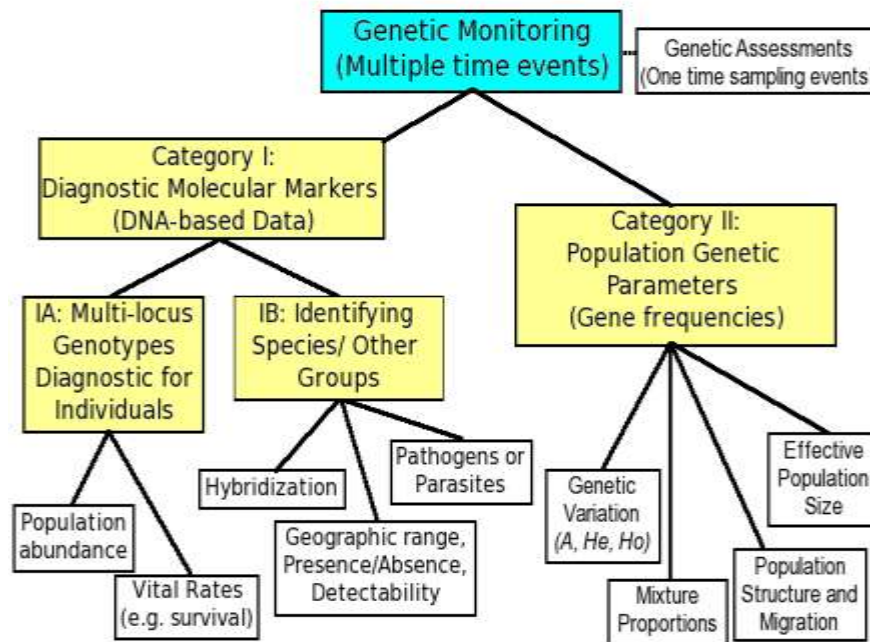 Genetic Monitoring
(Multiple time events)
Genetic Assessments
(One time sampling events
Category I:
Diagnostic Molecular Markers
(DNA-based Data)
Category II:
Population Genetic
Parameters
(Gene frequencies)
IA: Multi-locus
Genotypes
Diagnostic for
Individuals
IB: Identifying
Species/ Other
Groups
Population
abundance
Vital Rates
(e.g. survival)
Hybridization
Geographic range,
Presence/Absence,
Detectability
Pathogens or
Parasites
Genetic
Variation
(A, He, Ho)
Mixture
Proportions
Population
Structure and
Migration
Effective
Population
Size